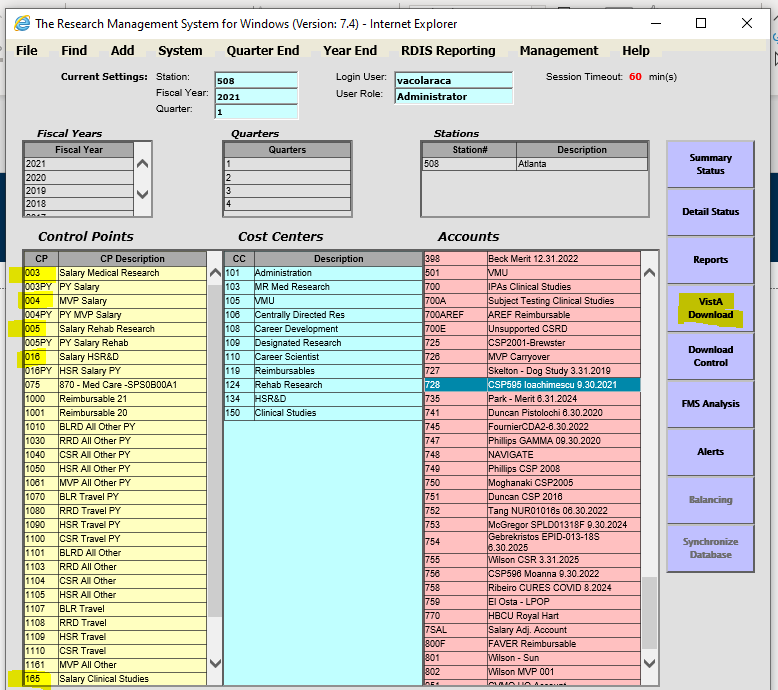 The Research Management System for Windows (Version: 7.4) - Internet Explorer
File Find Add System Quarter End Year End RDIS Reporting Management Help
Current Settings: Station: 508 Login User: vacolaraca Session Timeout: 60 min(s)
Fiscal Year: 2021 User Role: Administrator
Quarter: 1
Fiscal Years
Fiscal Year
2021
2020
2019
2018
Quarters
Quarters
1
2
3
4
Stations
Station# Description
508 Atlanta
Control Points
CP CP Description
003 Salary Medical Research
003PY PY Salary
004 MVP Salary
004PY PY MVP Salary
005 Salary Rehab Research
005PY PY Salary Rehab
016 Salary HSR&D
016PY HSR Salary PY
075 870 - Med Care -SPS0B00A1
1000 Reimbursable 21
1001 Reimbursable 20
1010 BLRD All Other PY
1030 RRD All Other PY
1040 CSR All Other PY
1050 HSR All Other PY
1061 MVP All Other PY
1070 BLR Travel PY
1080 RRD Travel PY
1090 HSR Travel PY
1100 CSR Travel PY
1101 BLRD All Other
1103 RRD All Other
1104 CSR All Other
1105 HSR All Other
1107 BLR Travel
1108 RRD Travel
1109 HSR Travel
1110 CSR Travel
1161 MVP All Other
165 Salary Clinical Studies
Cost Centers
CC Description
101 Administration
103 MR Med Research
105 VMU
106 Centrally Directed Res
108 Career Development
109 Designated Research
110 Career Scientist
119 Reimbursables
124 Rehab Research
134 HSR&D
150 Clinical Studies
Accounts
398 Beck Merit 12.31.2022
501 VMU
700 IPAs Clinical Studies
700A Subject Testing Clinical Studies
700AREF AREF Reimbursable
700E Unsupported CSRD
725 CSP2001-Brewster
726 MVP Carryover
727 Skelton - Dog Study 3.31.2019
728 CSP595 Ioachimescu 9.30.2021
735 Park - Merit 6.31.2024
741 Duncan Pistolochi 6.30.2020
745 FournierCDA2-6.30.2022
747 Phillips GAMMA 09.30.2020
748 NAVIGATE
749 Phillips CSP 2008
750 Moghanaki CSP2005
751 Duncan CSP 2016
752 Tang NUR01016s 06.30.2022
753 McGregor SPLD01318F 9.30.2024
754 Gebrekristos EPID-013-18S
6.30.2025
755 Wilson CSR 3.31.2025
756 CSP596 Moanna 9.30.2022
758 Ribeiro CURES COVID 8.2024
759 El Osta - LPOP
770 HBCU Royal Hart
7SAL Salary Adj. Account
800F FAVER Reimbursable
801 Wilson - Sun
802 Wilson MVP 001
Summary
Status
Detail Status
Reports
VistA
Download
Download
Control
FMS Analysis
Alerts
Balancing
Synchronize
Database